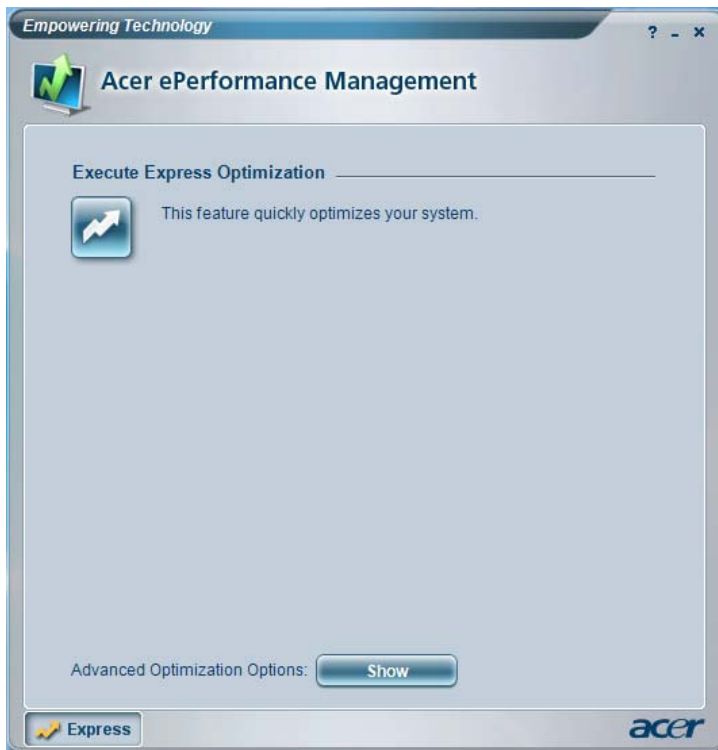 Empowering Technology
? - x
Acer ePerformance Management
Execute Express Optimization
This feature quickly optimizes your system.
Advanced Optimization Options: Show
Express
acer